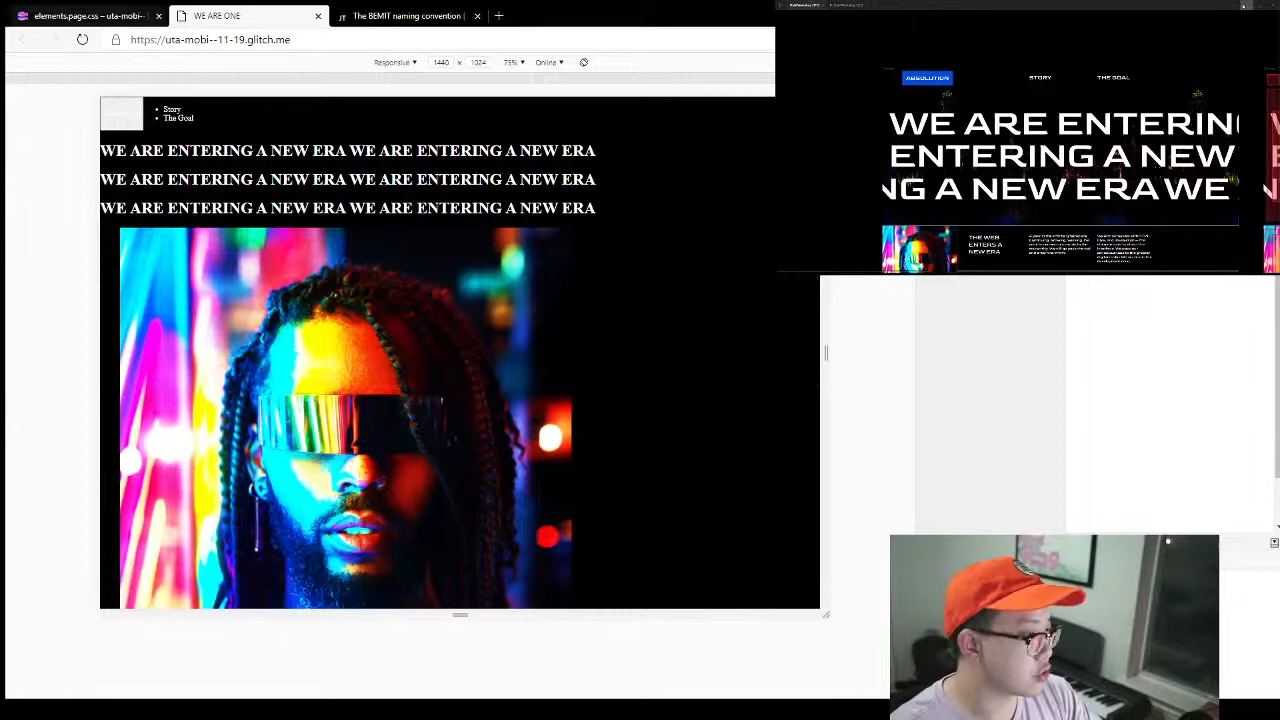 elements.page.css – uta-mobi--
WE ARE ONE
JT The BEMIT naming convention |
https://uta-mobi--11-19.glitch.me
Responsive 1440 × 1024 75% Online
Story
The Goal
WE ARE ENTERING A NEW ERA WE ARE ENTERING A NEW ERA
WE ARE ENTERING A NEW ERA WE ARE ENTERING A NEW ERA
WE ARE ENTERING A NEW ERA WE ARE ENTERING A NEW ERA
ABSOLUTION STORY THE GOAL
WE ARE ENTERIN
ENTERING A NEW
NG A NEW ERA WE
THE WEB
ENTERS A
NEW ERA